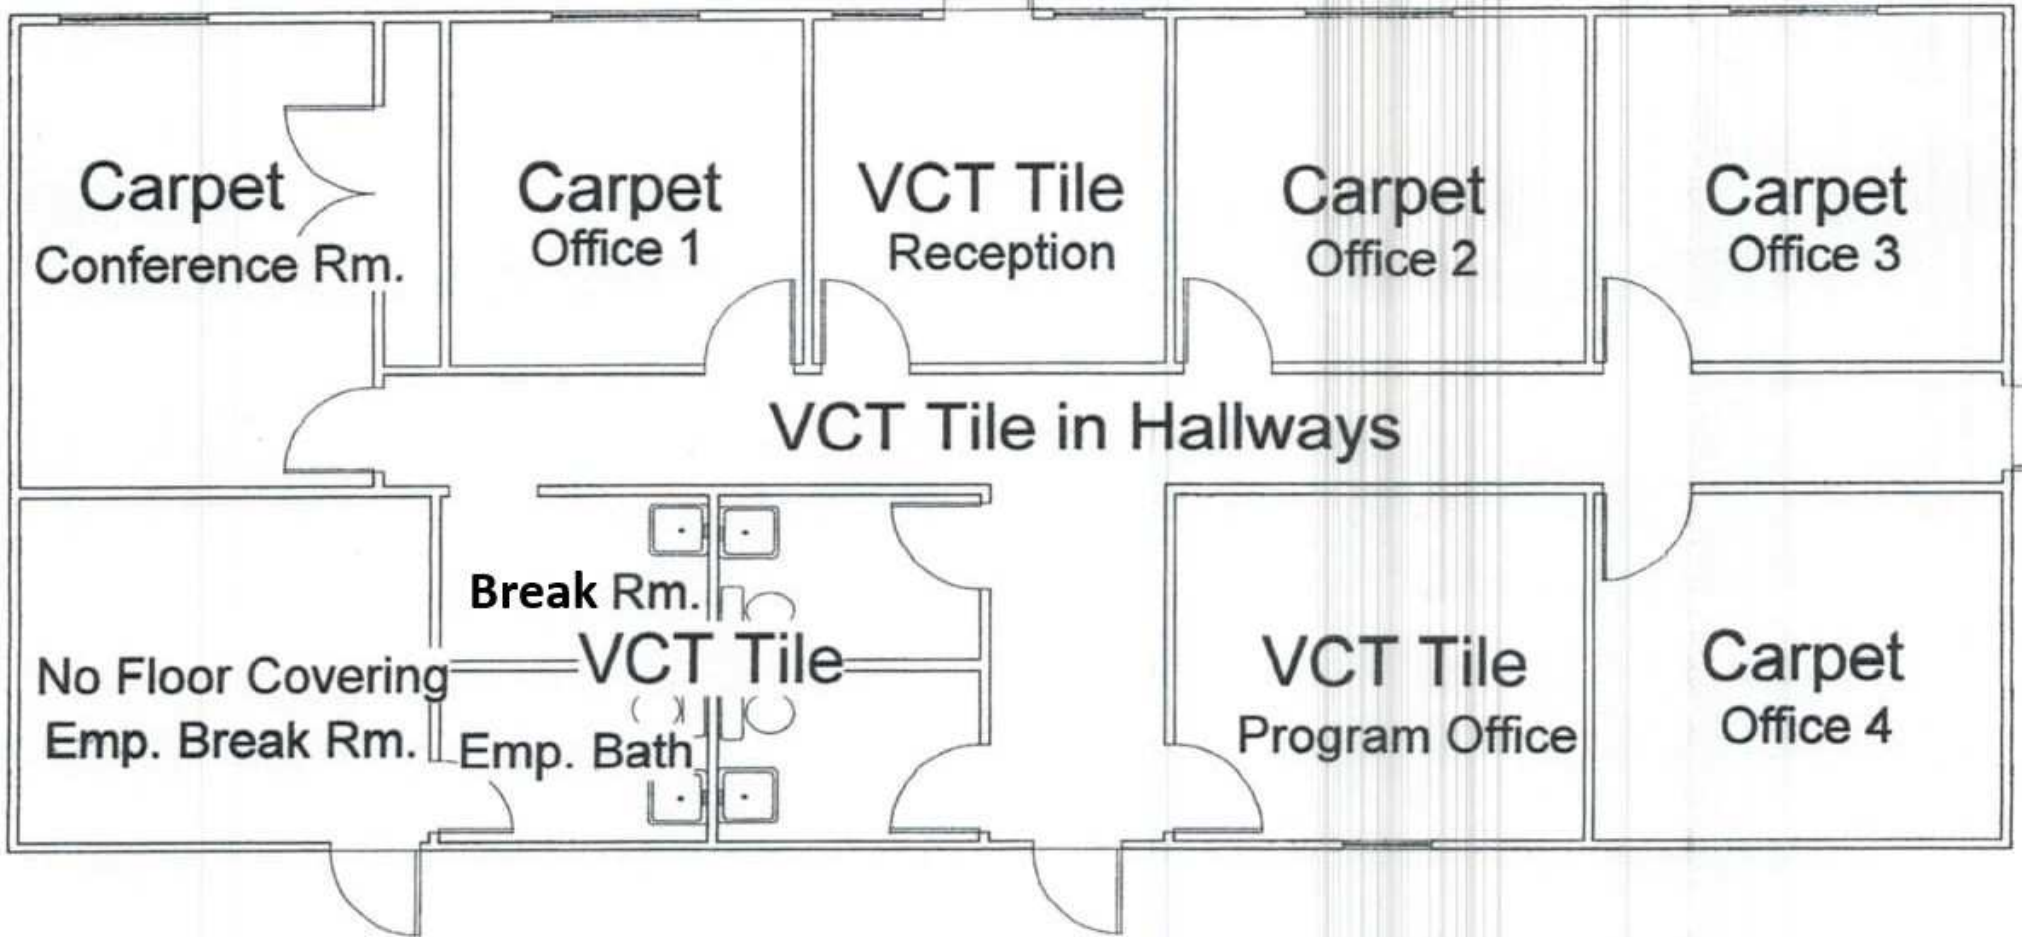 Carpet
Conference Rm.
Carpet
Office 1
VCT Tile
Reception
Carpet
Office 2
Carpet
Office 3
VCT Tile in Hallways
Break Rm.
VCT Tile
No Floor Covering
Emp. Break Rm.
Emp. Bath
VCT Tile
Program Office
Carpet
Office 4